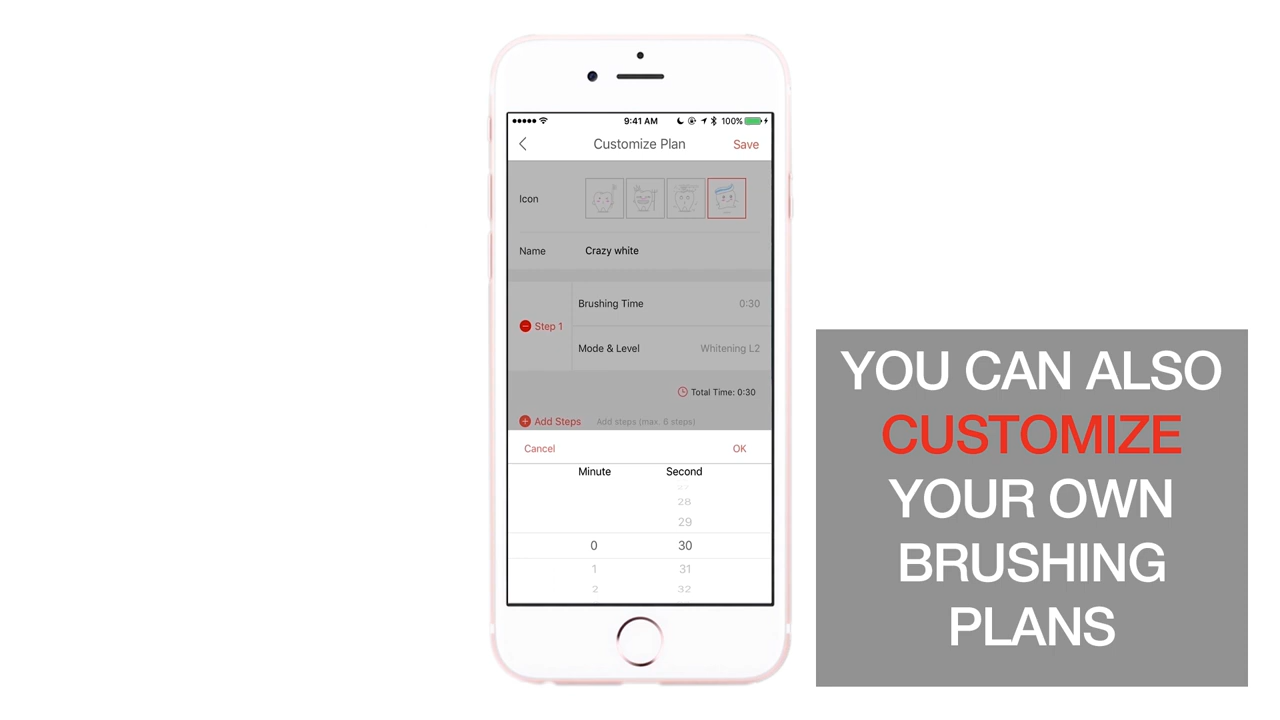 9:41 AM
100%
Customize Plan
Save
Icon
Name
Crazy white
Brushing Time
0:30
Step 1
Mode & Level
Whitening L2
Total Time: 0:30
Add Steps
Add steps (max. 6 steps)
Cancel
OK
Minute
Second
27
28
29
0
30
1
31
2
32
YOU CAN ALSO
CUSTOMIZE
YOUR OWN
BRUSHING
PLANS